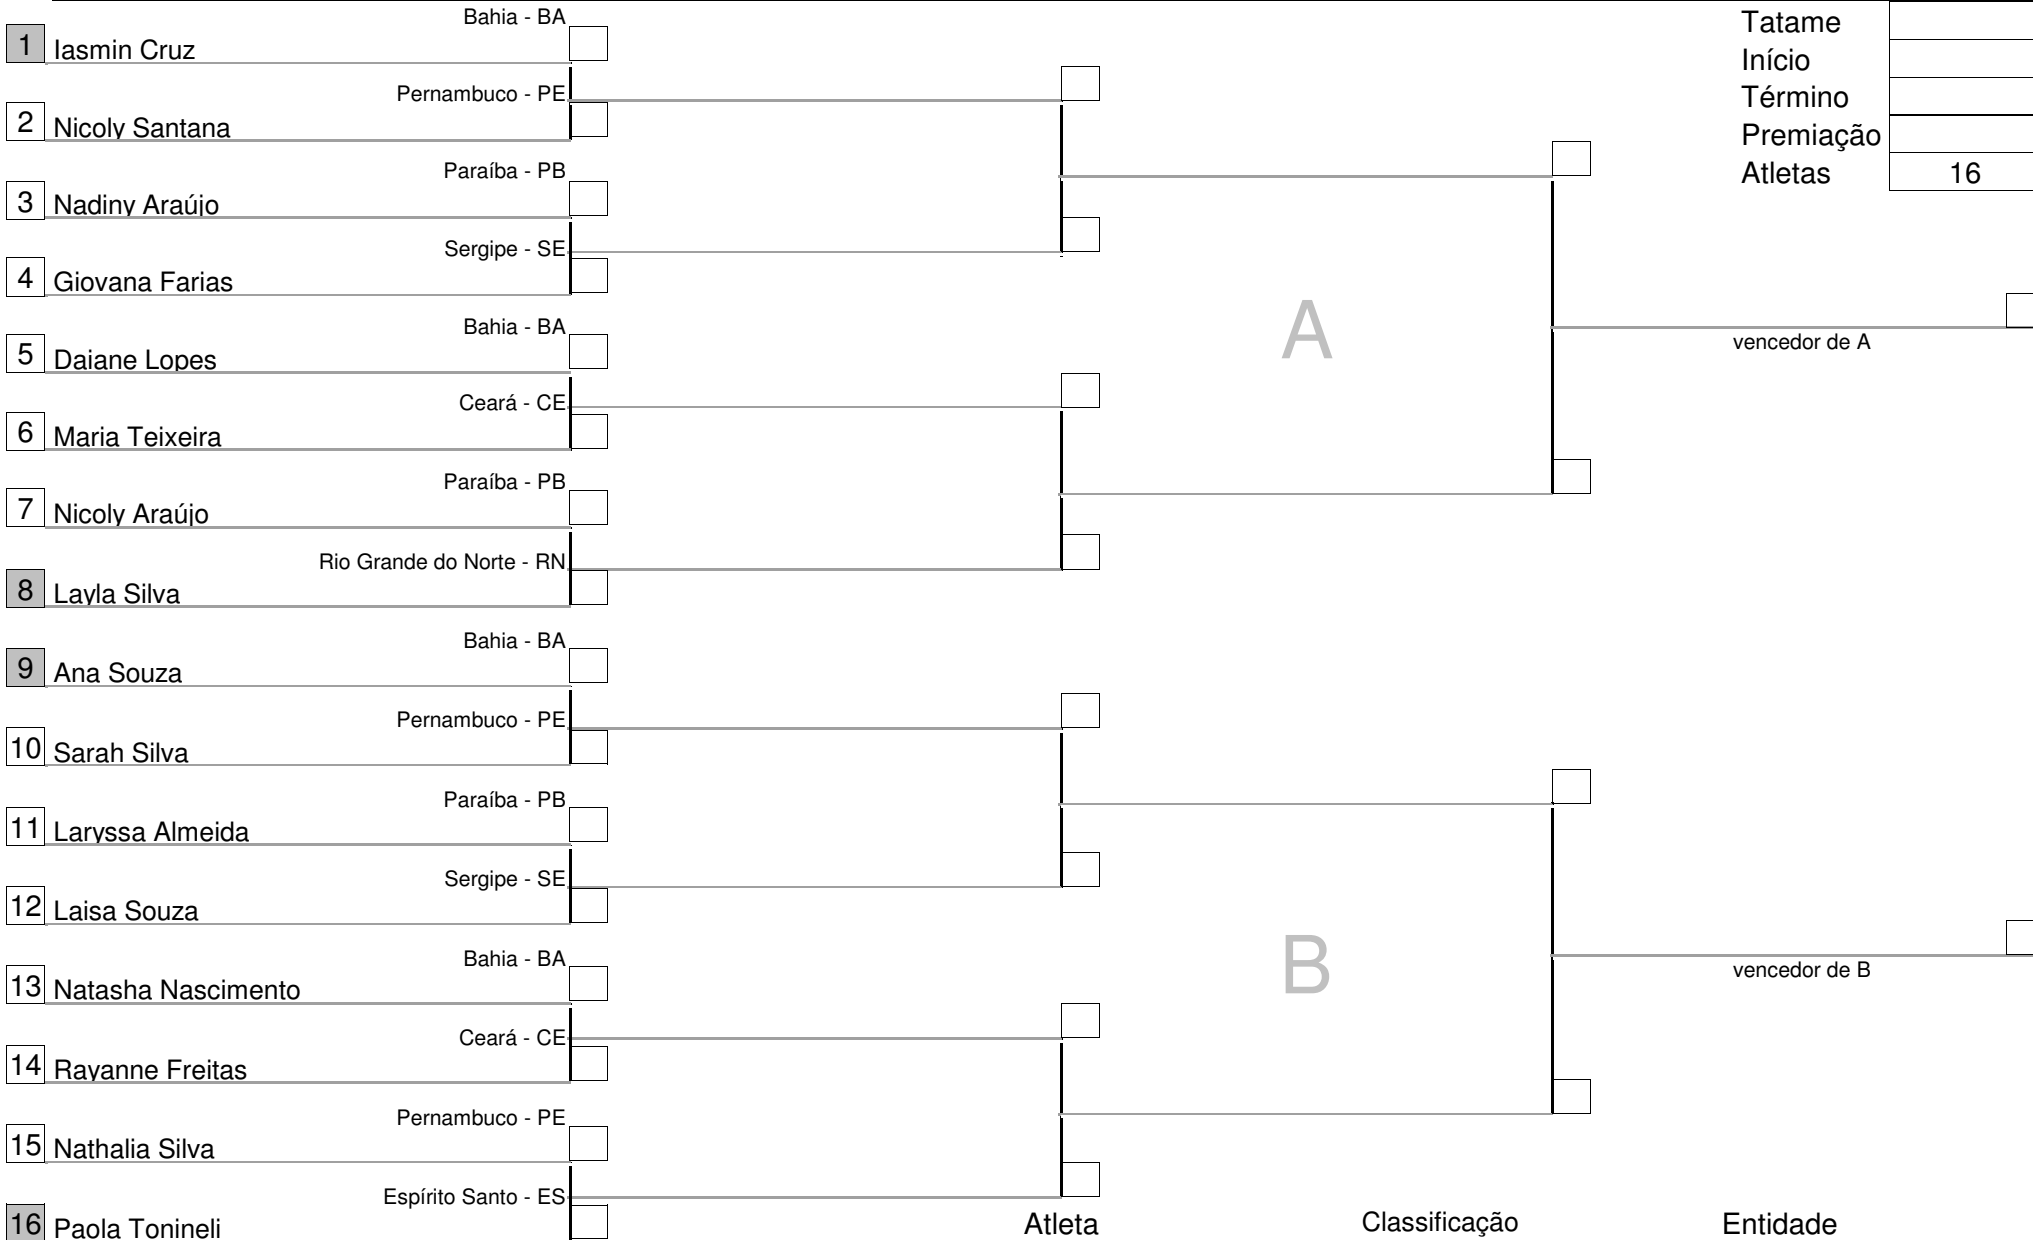 Bahia - BA
1 Iasmin Cruz
Pernambuco - PE
2 Nicoly Santana
Paraíba - PB
3 Nadiny Araújo
Sergipe - SE
4 Giovana Farias
Bahia - BA
5 Daiane Lopes
Ceará - CE
6 Maria Teixeira
Paraíba - PB
7 Nicoly Araújo
Rio Grande do Norte - RN
8 Layla Silva
Bahia - BA
9 Ana Souza
Pernambuco - PE
10 Sarah Silva
Paraíba - PB
11 Laryssa Almeida
Sergipe - SE
12 Laisa Souza
Bahia - BA
13 Natasha Nascimento
Ceará - CE
14 Rayanne Freitas
Pernambuco - PE
15 Nathalia Silva
Espírito Santo - ES
16 Paola Tonineli
A
B
Tatame
Início
Término
Premiação
Atletas 16
vencedor de A
vencedor de B
Atleta Classificação Entidade